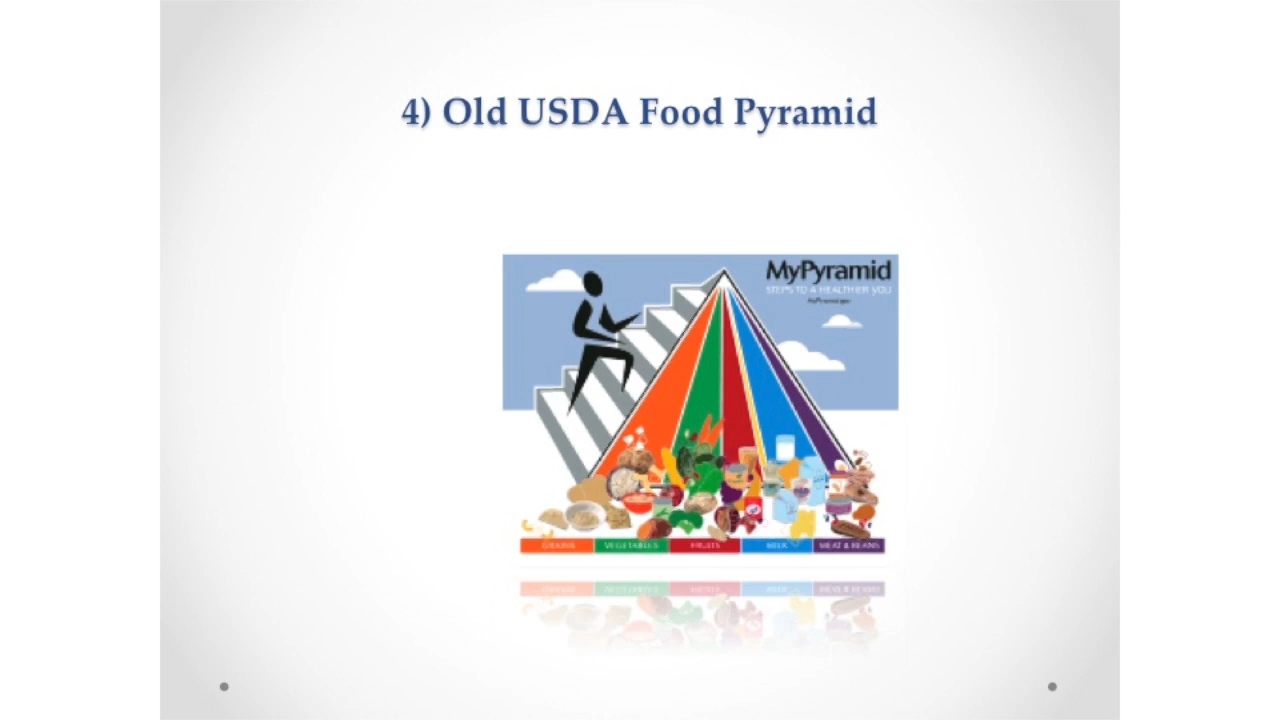 4) Old USDA Food Pyramid
MyPyramid
STEPS TO A HEALTHIER YOU
MyPyramid.gov
GRAINS VEGETABLES FRUITS MILK MEAT & BEANS